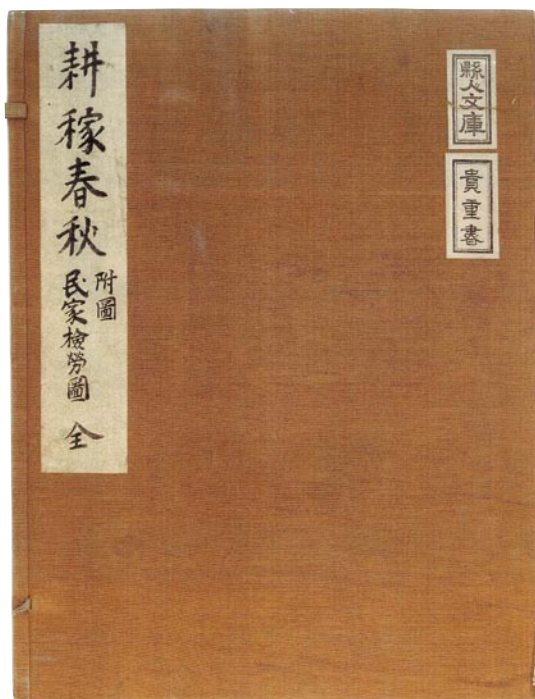 縣人文庫
貴重書
耕稼春秋
附圖
民家檢勞圖 全